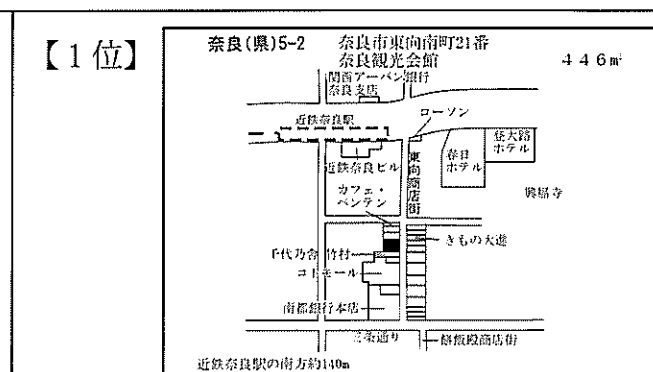 【1位】
奈良(県)5-2 奈良市東向南町21番
奈良観光会館 446㎡
関西アーバン銀行
奈良支店
ローソン
近鉄奈良駅
近鉄奈良ビル
東向商店街
春日
ホテル
昼大路
ホテル
興福寺
カフェ・
ベンテン
きもの大進
千代乃舎 竹村
コトモール
南都銀行本店
三条通り
餅飯殿商店街
近鉄奈良駅の南方約140m